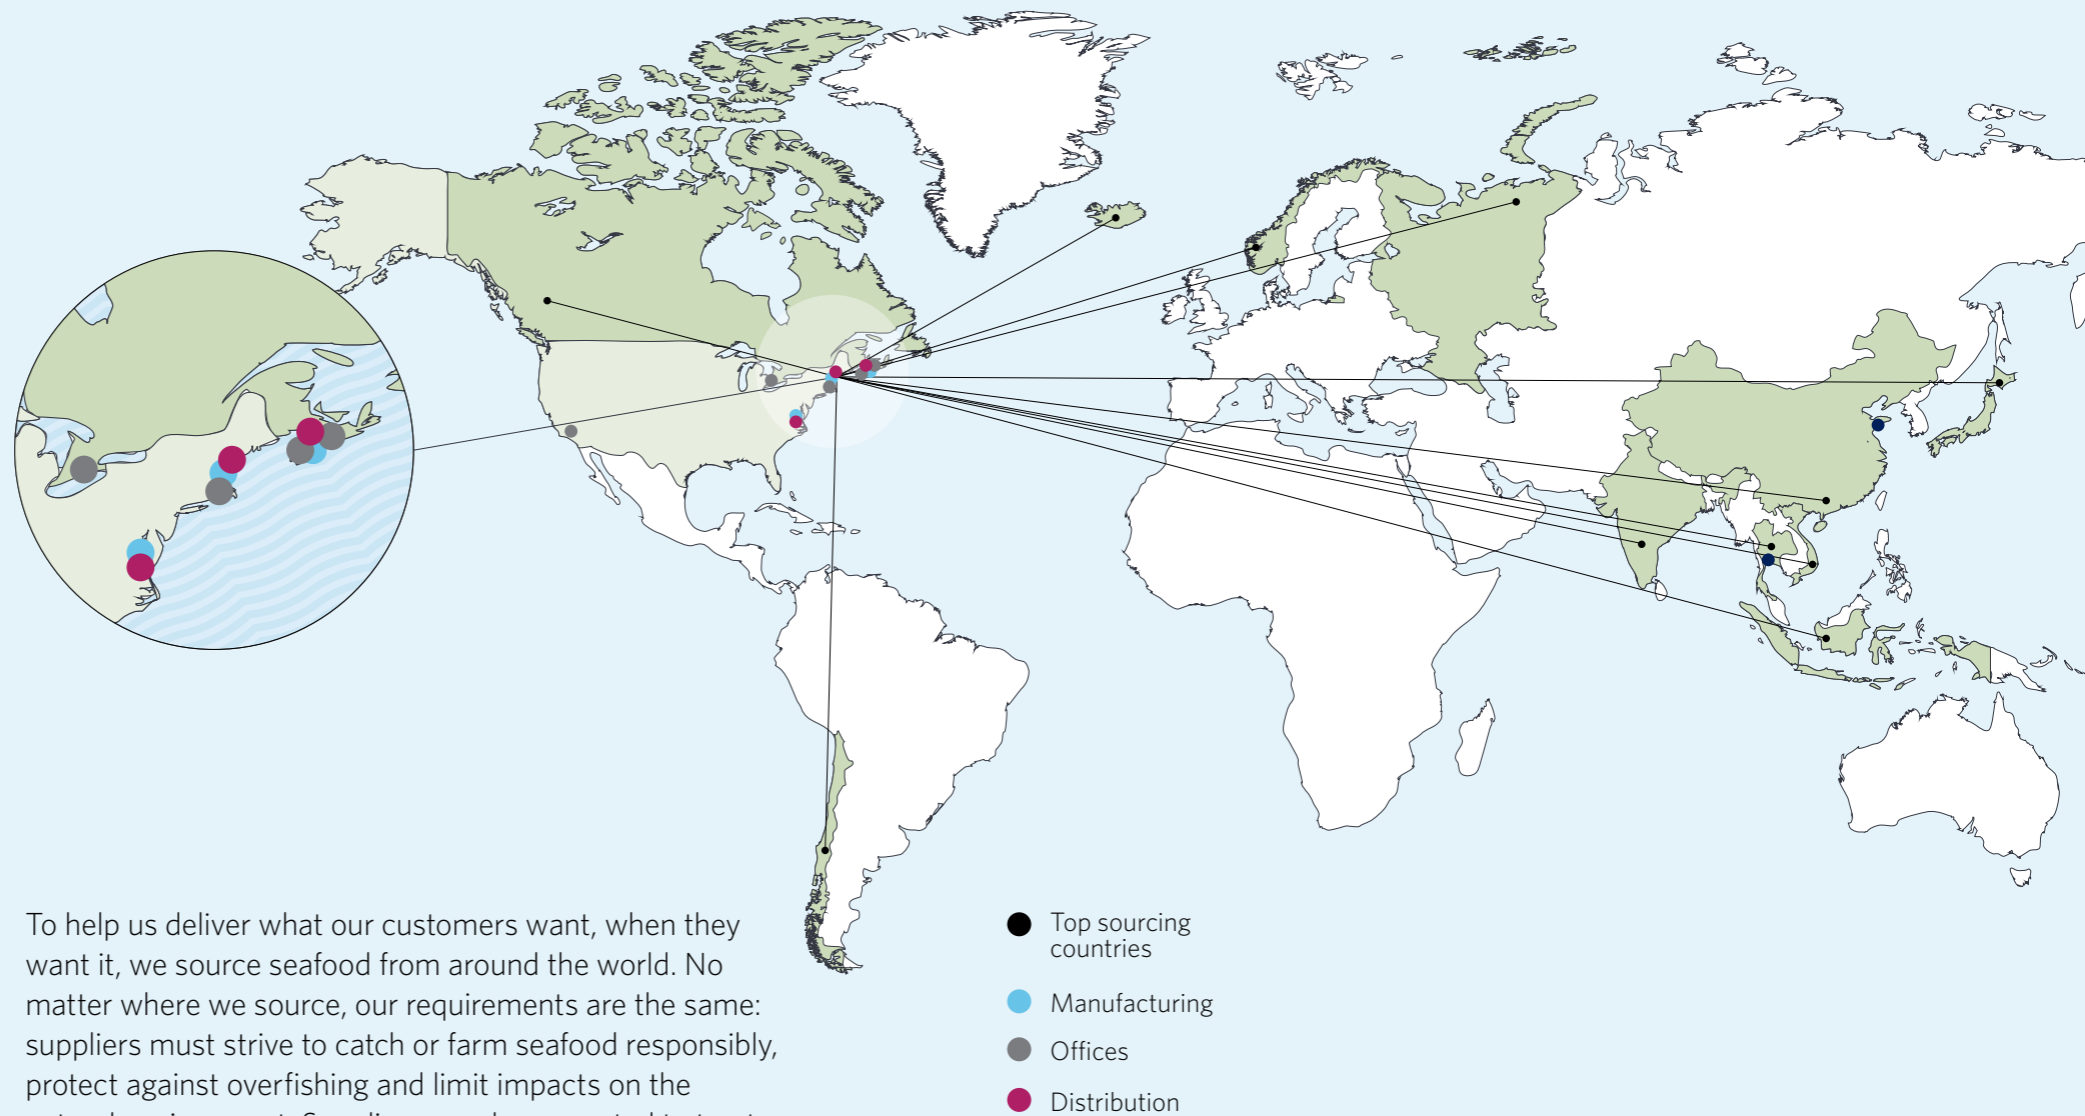 To help us deliver what our customers want, when they
want it, we source seafood from around the world. No
matter where we source, our requirements are the same:
suppliers must strive to catch or farm seafood responsibly,
protect against overfishing and limit impacts on the
Top sourcing
countries
Manufacturing
Offices
Distribution